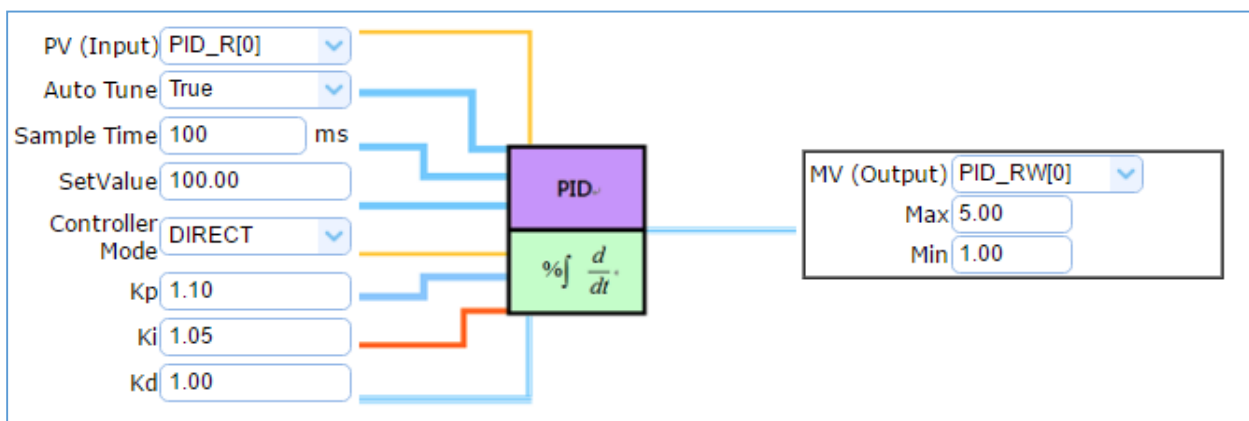 PV (Input) PID_R[0]
Auto Tune True
Sample Time 100 ms
SetValue 100.00
Controller
Mode DIRECT
Kp 1.10
Ki 1.05
Kd 1.00
PID
%∫ d/dt
MV (Output) PID_RW[0]
Max 5.00
Min 1.00